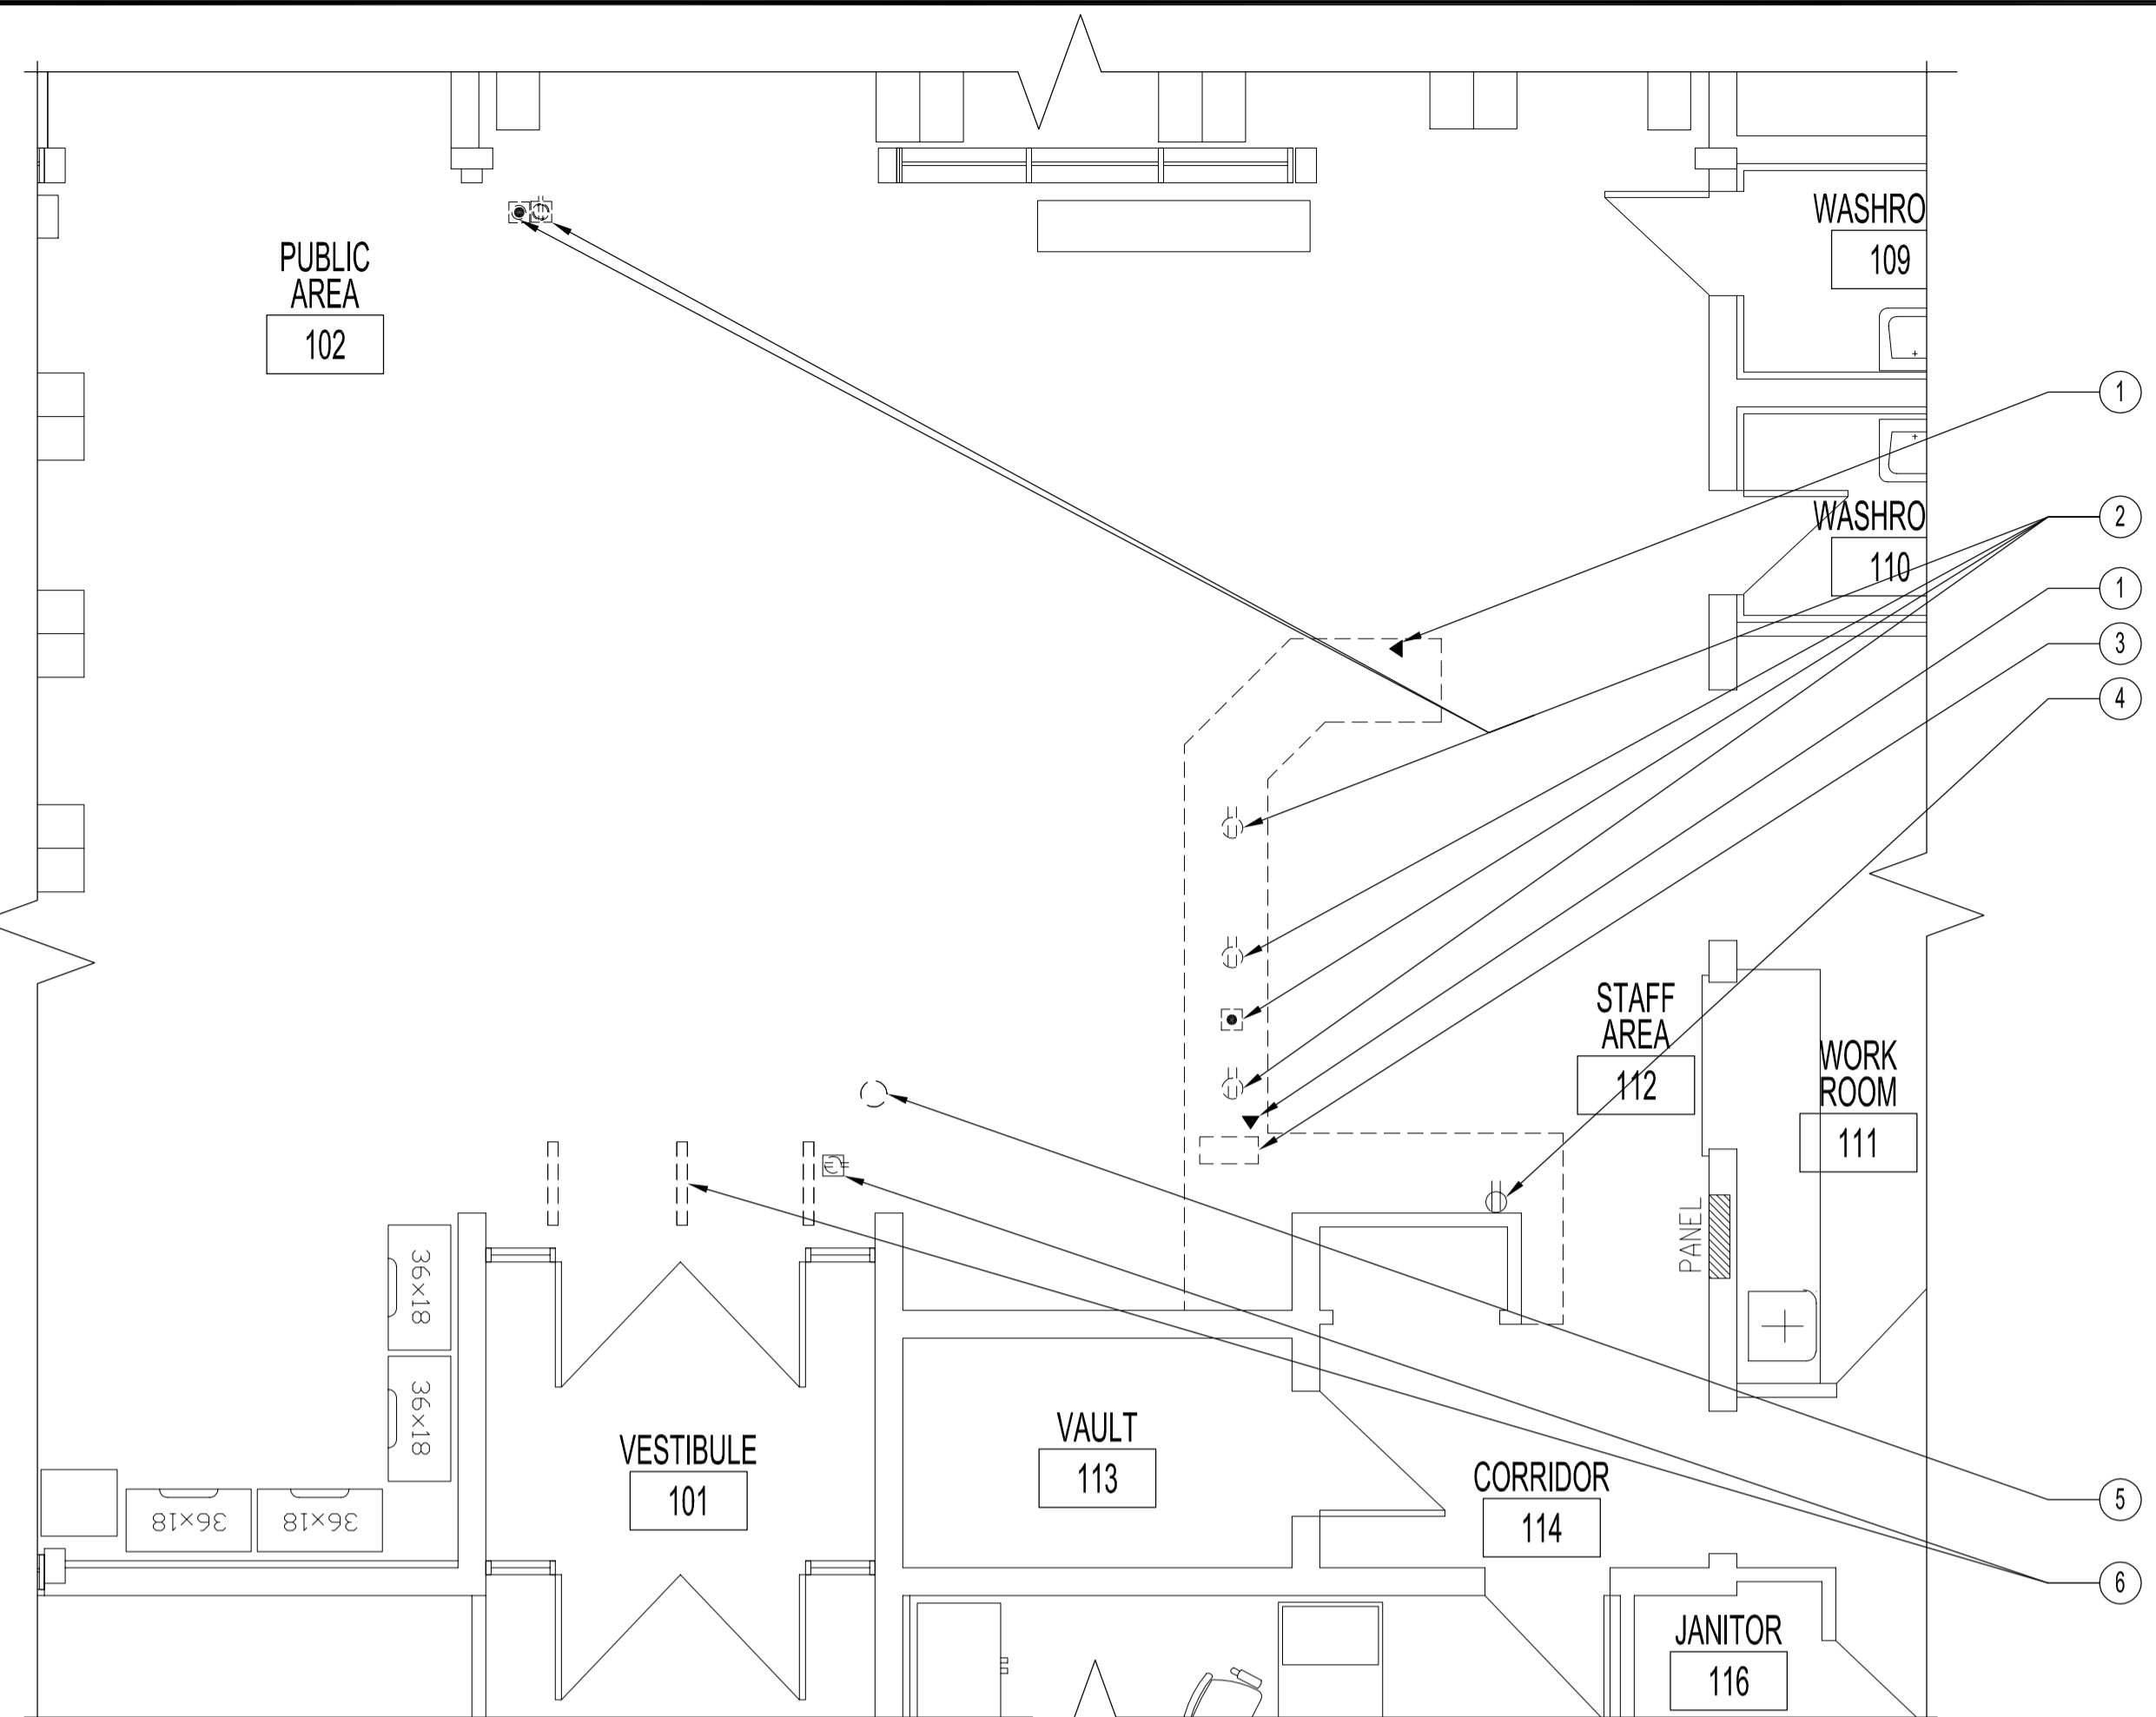 WASHRO
109
PUBLIC
AREA
102
1
2
WASHRO
110
1
3
4
STAFF
AREA
112
WORK
ROOM
111
PANEL
36x18
36x18
VESTIBULE
101
VAULT
113
CORRIDOR
114
5
36x18
36x18
6
JANITOR
116